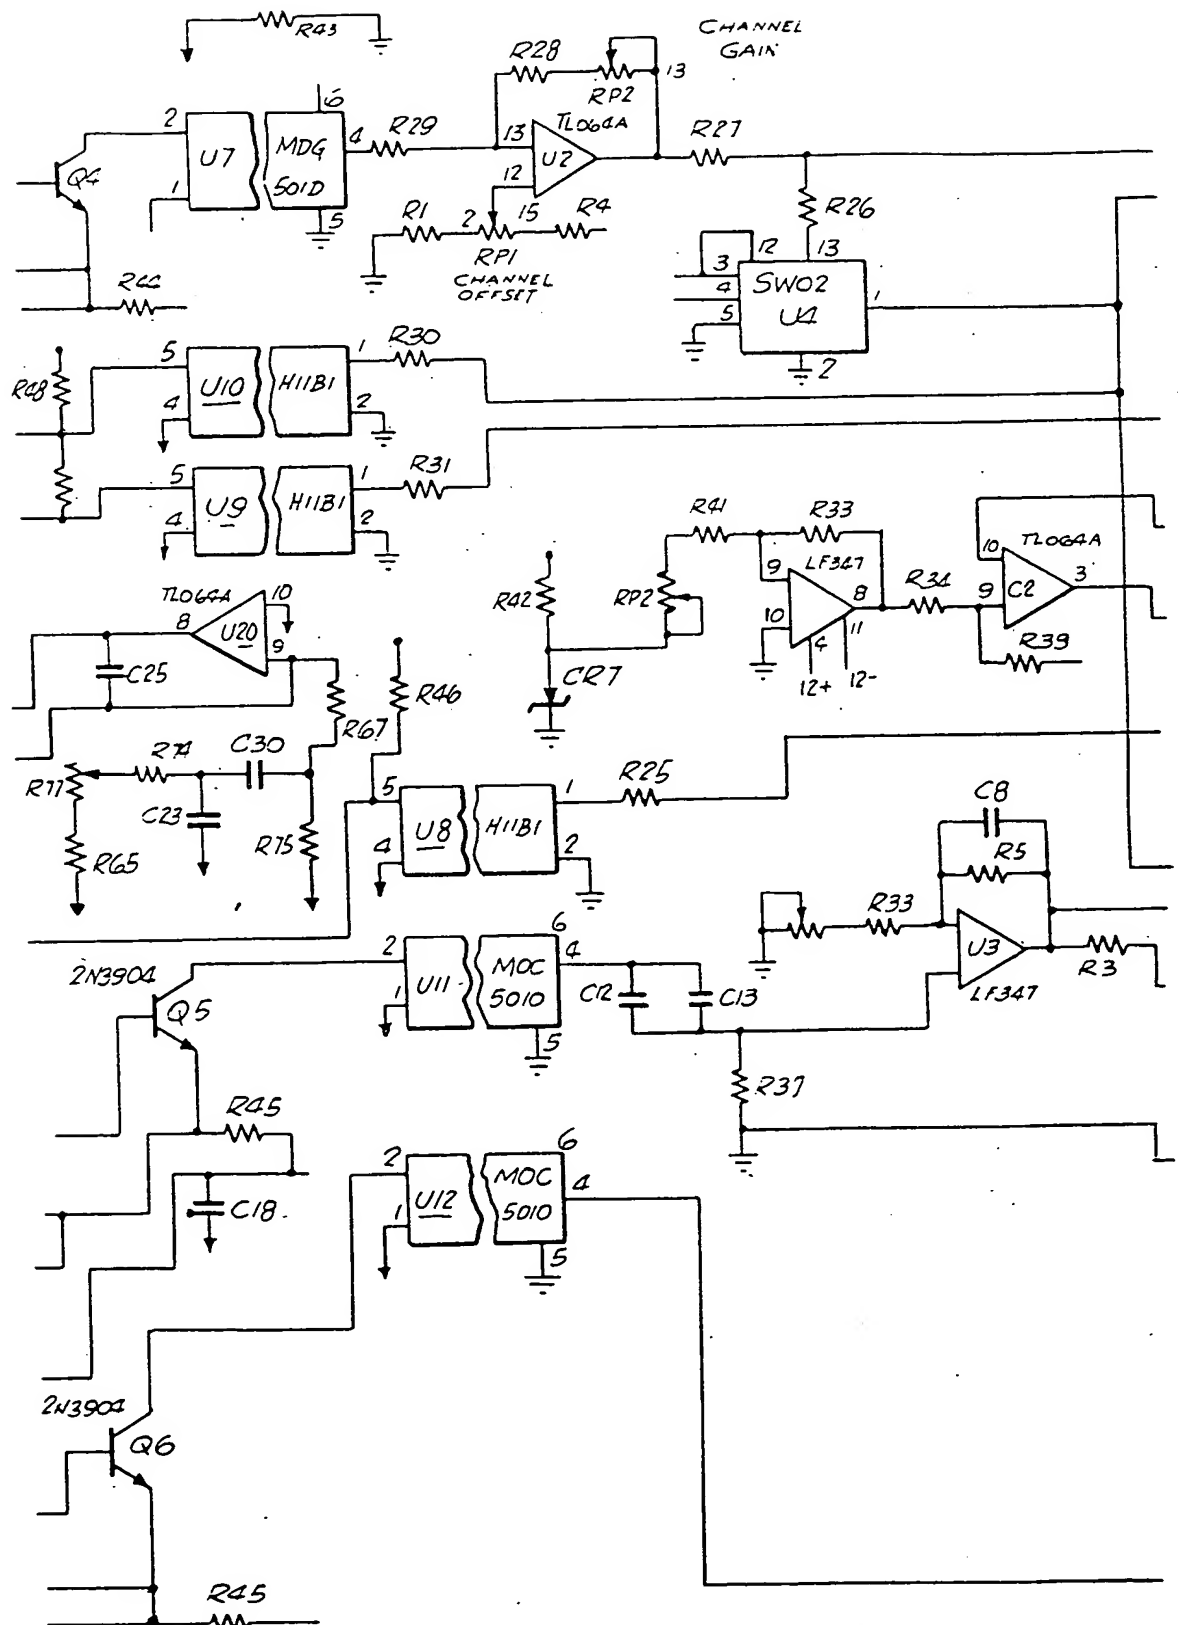 R43
CHANNEL
GAIN
R28
13
RP2
6
2
4
R29
TL064A
13
U2
12
R27
U7
MDG
501D
Q4
1
5
R1
2
15
R4
RP1
CHANNEL
OFFSET
R26
12
13
3
4
5
SW02
U4
1
2
R44
R48
5
U10
H11B1
1
R30
4
2
5
U9
H11B1
1
R31
4
2
R41
R33
LF347
9
8
10
4
11
12+
12-
R42
RP2
CR7
R34
TL064A
10
9
C2
3
R39
TL064A
10
8
U20
9
C25
R67
R46
R74
C30
R77
C23
R75
R65
5
U8
H11B1
1
R25
4
2
C8
R5
R33
U3
LF347
R3
2N3904
Q5
2
U11
MOC
5010
6
4
1
5
C12
C13
R37
R45
C18
2
U12
MOC
5010
6
4
1
5
2N3904
Q6
R45